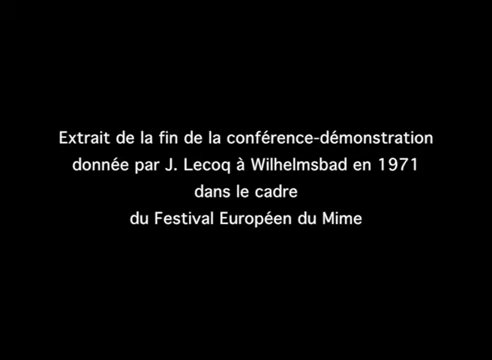 Extrait de la fin de la conférence-démonstration
donnée par J. Lecoq à Wilhelmsbad en 1971
dans le cadre
du Festival Européen du Mime